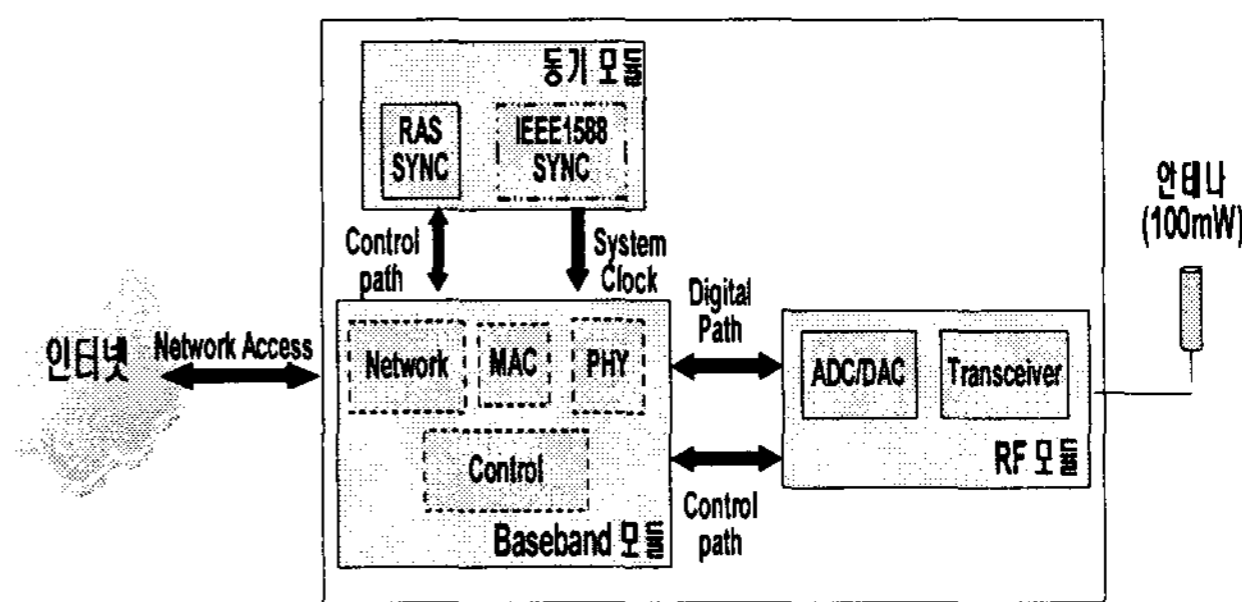 동기 모듈
RAS
SYNC
IEEE1588
SYNC
안테나
(100mW)
Control
path
System
Clock
Digital
Path
인터넷
Network Access
Network
MAC
PHY
ADC/DAC
Transceiver
Control
RF 모듈
Control
path
Baseband 모듈